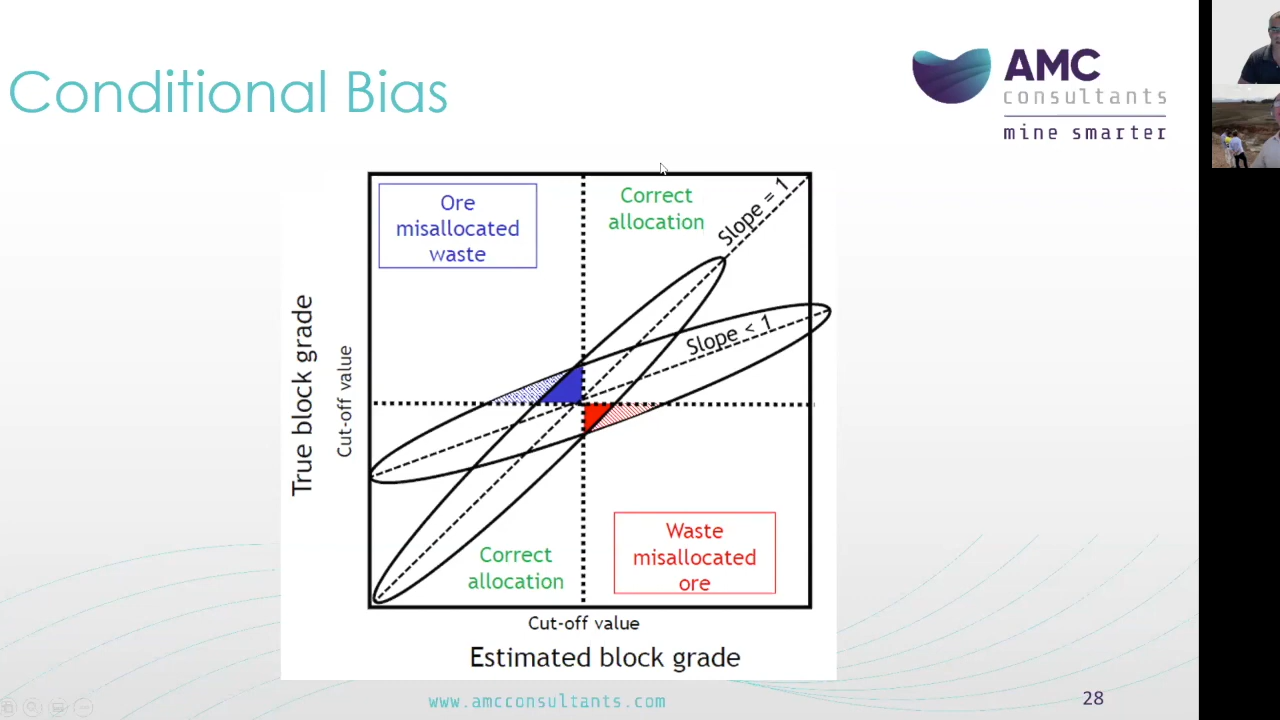 Conditional Bias
AMC
consultants
mine smarter
Ore
misallocated
waste
Correct
allocation
Slope = 1
Slope < 1
True block grade
Cut-off value
Correct
allocation
Waste
misallocated
ore
Cut-off value
Estimated block grade
www.amcconsultants.com
28